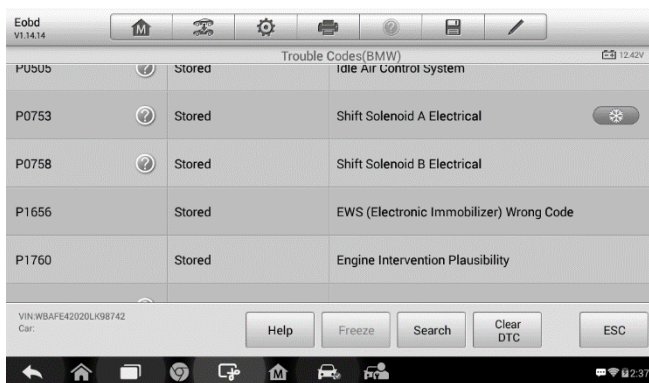 Eobd
V1.14.14
M
?
Trouble Codes(BMW)
12.42V
P0505 ? Stored Idle Air Control System
P0753 ? Stored Shift Solenoid A Electrical
P0758 ? Stored Shift Solenoid B Electrical
P1656 Stored EWS (Electronic Immobilizer) Wrong Code
P1760 Stored Engine Intervention Plausibility
VIN:WBAFE42020LK98742
Car:
Help Freeze Search Clear DTC ESC
M
2:37